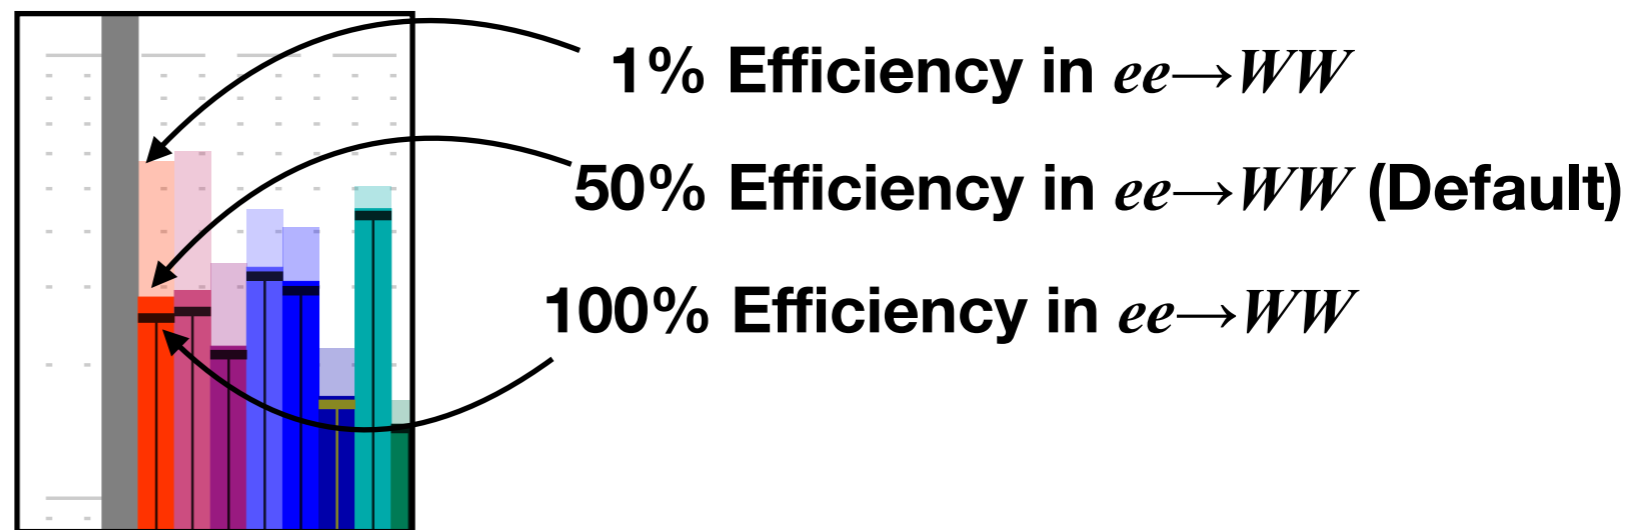 1% Efficiency in ee→WW
50% Efficiency in ee→WW (Default)
100% Efficiency in ee→WW